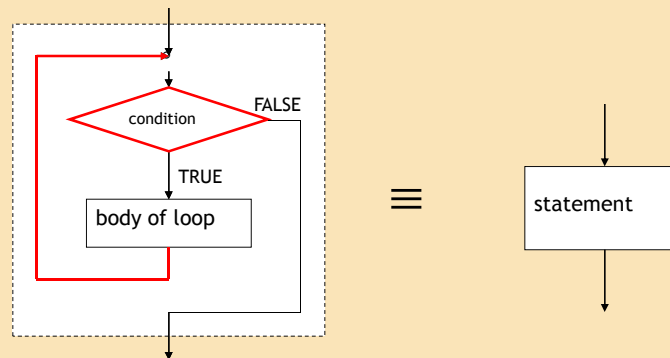 FALSE
condition
TRUE
body of loop
≡
statement